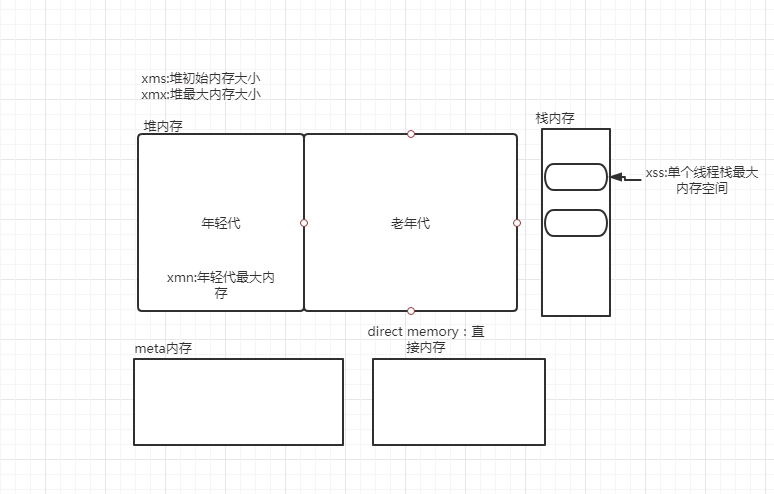 xms:堆初始内存大小
xmx:堆最大内存大小
堆内存
栈内存
xss:单个线程栈最大
内存空间
年轻代
老年代
xmn:年轻代最大内
存
direct memory：直
接内存
meta内存